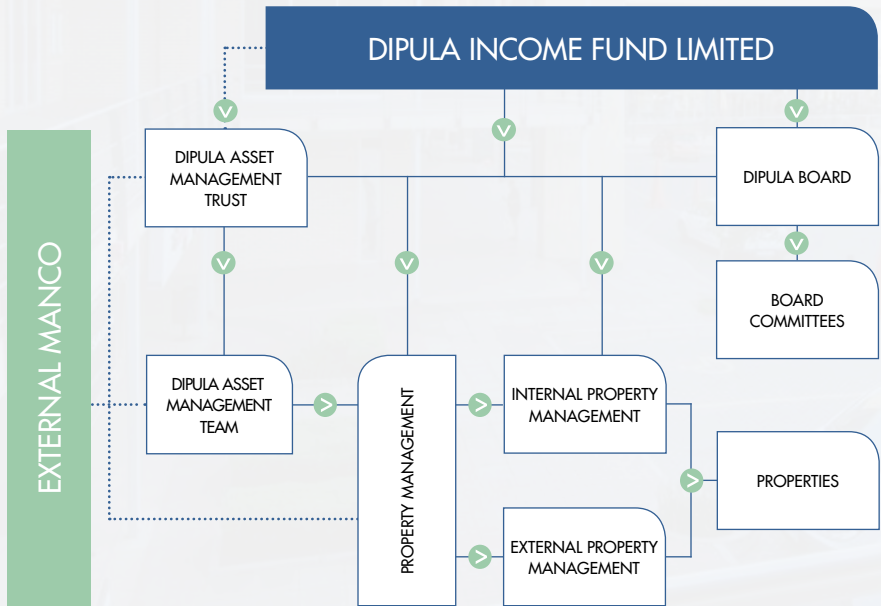 DIPULA INCOME FUND LIMITED
DIPULA ASSET
MANAGEMENT
TRUST
DIPULA BOARD
BOARD
COMMITTEES
EXTERNAL MANCO
DIPULA ASSET
MANAGEMENT
TEAM
PROPERTY MANAGEMENT
INTERNAL PROPERTY
MANAGEMENT
PROPERTIES
EXTERNAL PROPERTY
MANAGEMENT